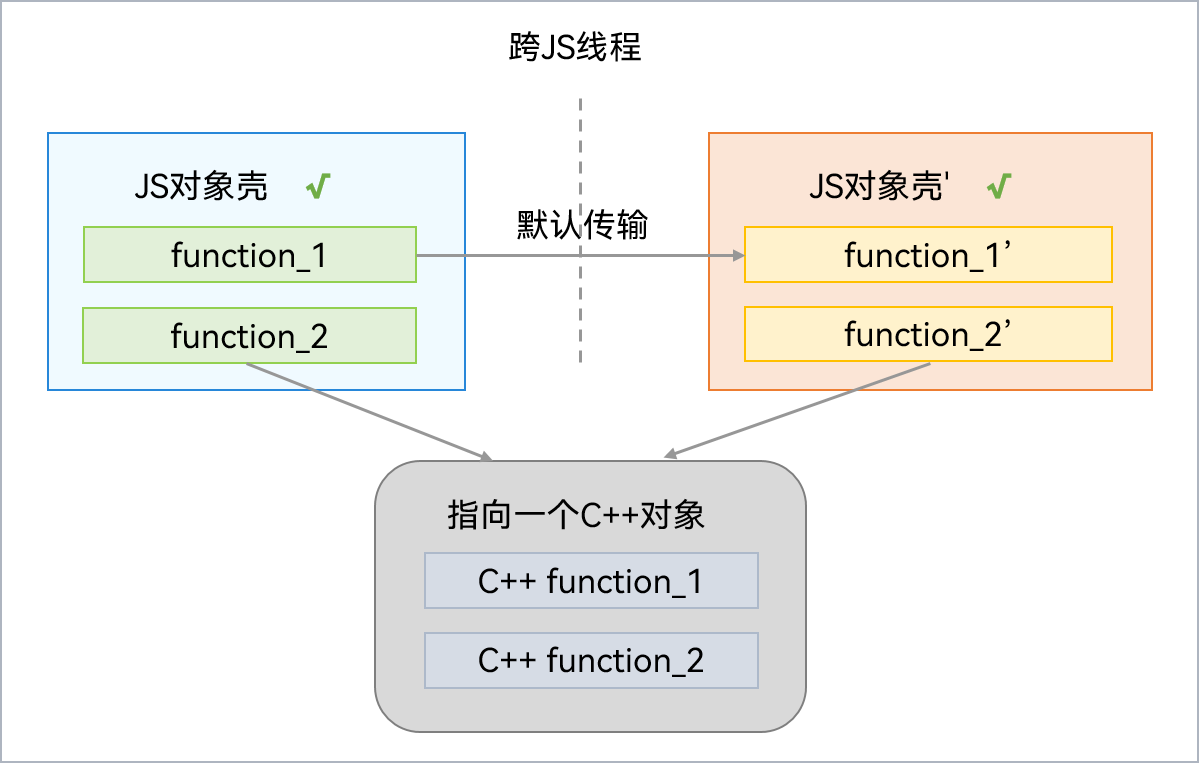 跨JS线程
JS对象壳 √
JS对象壳' √
默认传输
function_1
function_1’
function_2
function_2’
指向一个C++对象
C++ function_1
C++ function_2